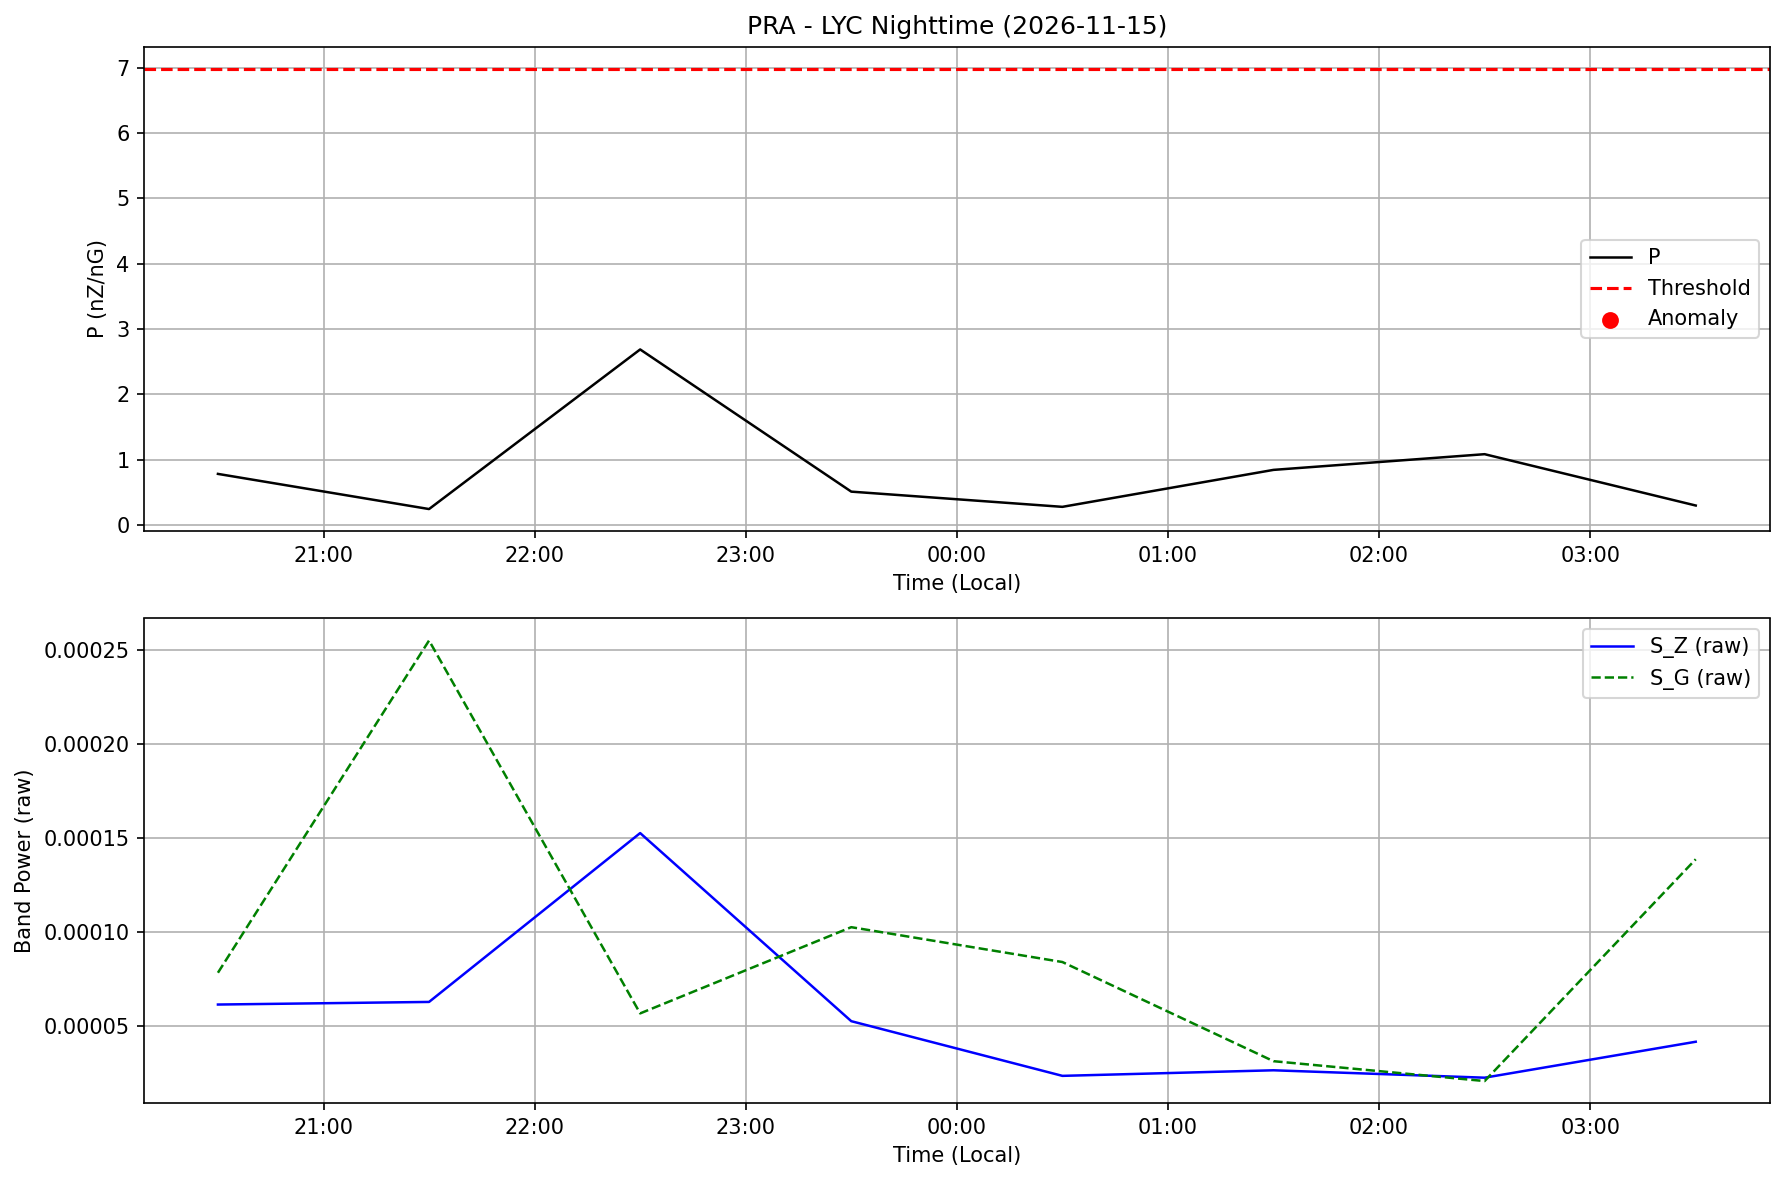 PRA - LYC Nighttime (2026-11-15)
P (nZ/nG)
7
6
5
4
3
2
1
0
P
Threshold
Anomaly
21:00 22:00 23:00 00:00 01:00 02:00 03:00
Time (Local)
Band Power (raw)
0.00025
0.00020
0.00015
0.00010
0.00005
S_Z (raw)
S_G (raw)
21:00 22:00 23:00 00:00 01:00 02:00 03:00
Time (Local)